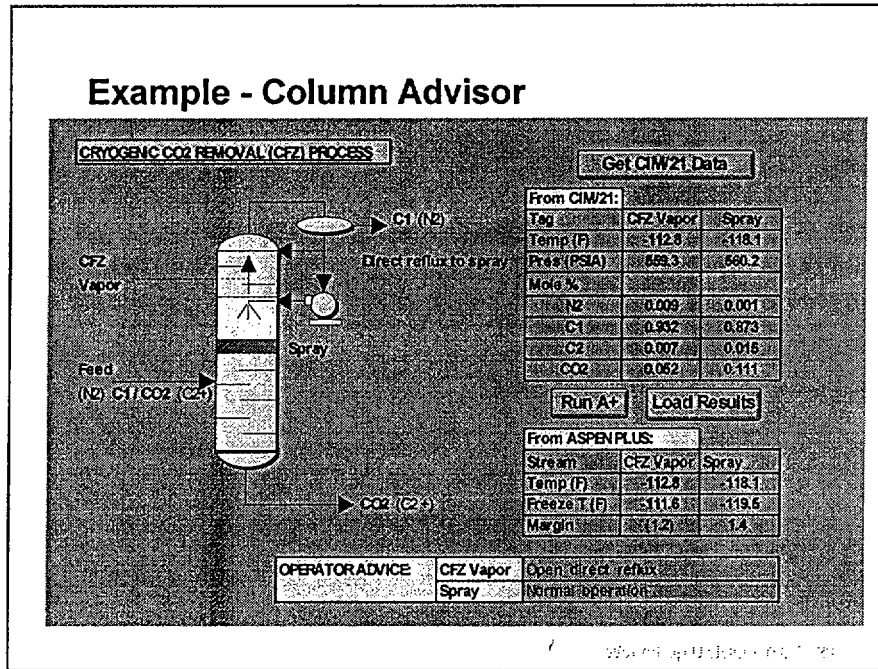 Example - Column Advisor
CRYOGENIC CO2 REMOVAL (CFZ) PROCESS
Get CIM/21 Data
C1 (N2)
CFZ
Vapor
Direct reflux to spray
Spray
Feed
(N2) C1 / CO2 (C2+)
CO2 (C2+)
From CIM/21:
Tag CFZ Vapor Spray
Temp (F) -112.8 -118.1
Pres (PSIA) 559.3 560.2
Mole %
N2 0.009 0.001
C1 0.932 0.873
C2 0.007 0.015
CO2 0.052 0.111
Run A+ Load Results
From ASPEN PLUS:
Stream CFZ Vapor Spray
Temp (F) -112.8 -118.1
Freeze T (F) -111.6 -119.5
Margin (1.2) 1.4
OPERATOR ADVICE: CFZ Vapor Open direct reflux
Spray Normal operation